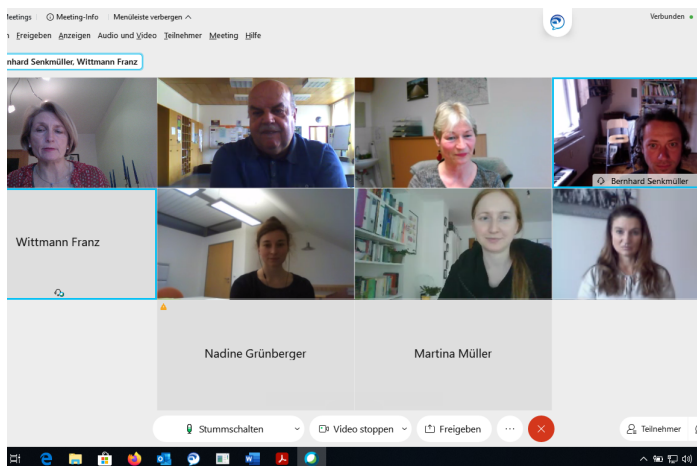 Meetings Meeting-Info Menüleiste verbergen Verbunden
Freigeben Anzeigen Audio und Video Teilnehmer Meeting Hilfe
nhard Senkmüller, Wittmann Franz
Bernhard Senkmüller
Wittmann Franz
Nadine Grünberger Martina Müller
Stummschalten Video stoppen Freigeben ... Teilnehmer